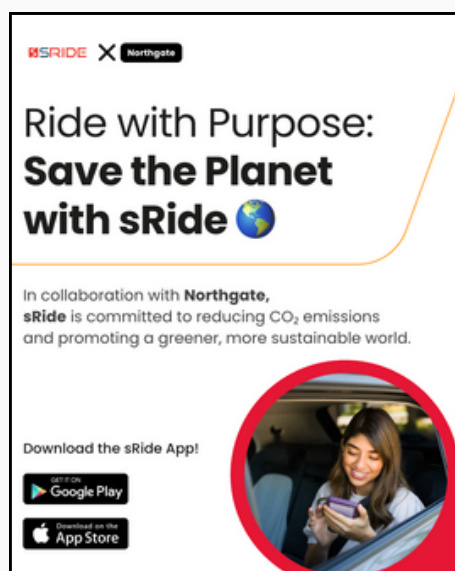 SRIDE X Northgate
Ride with Purpose:
Save the Planet
with sRide
In collaboration with Northgate,
sRide is committed to reducing CO₂ emissions
and promoting a greener, more sustainable world.
Download the sRide App!
GET IT ON
Google Play
Download on the
App Store